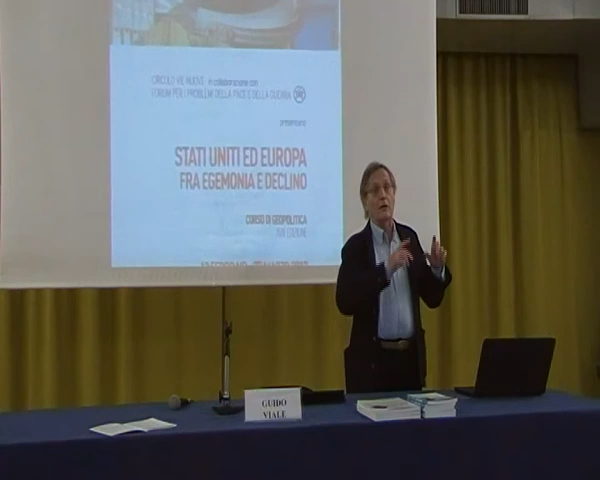 CIRCOLO VIE NUOVE in collaborazione con
FORUM PER I PROBLEMI DELLA PACE E DELLA GUERRA
presentano
STATI UNITI ED EUROPA
FRA EGEMONIA E DECLINO
CORSO DI GEOPOLITICA
EDIZIONE
GUIDO
VIALE